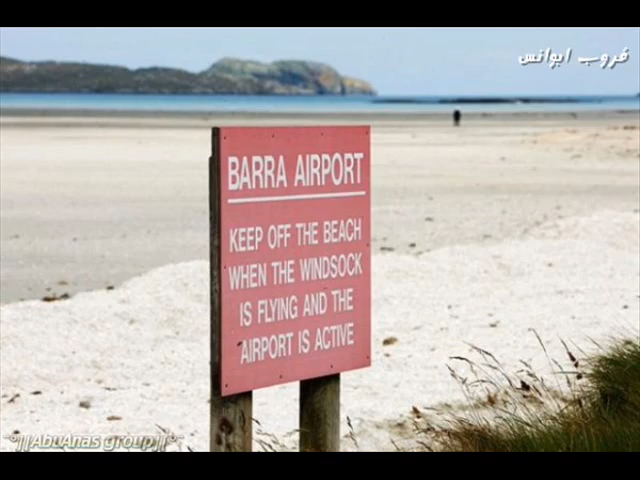 قروب ابوانس
BARRA AIRPORT
KEEP OFF THE BEACH
WHEN THE WINDSOCK
IS FLYING AND THE
AIRPORT IS ACTIVE
°||AbuAnas group||°